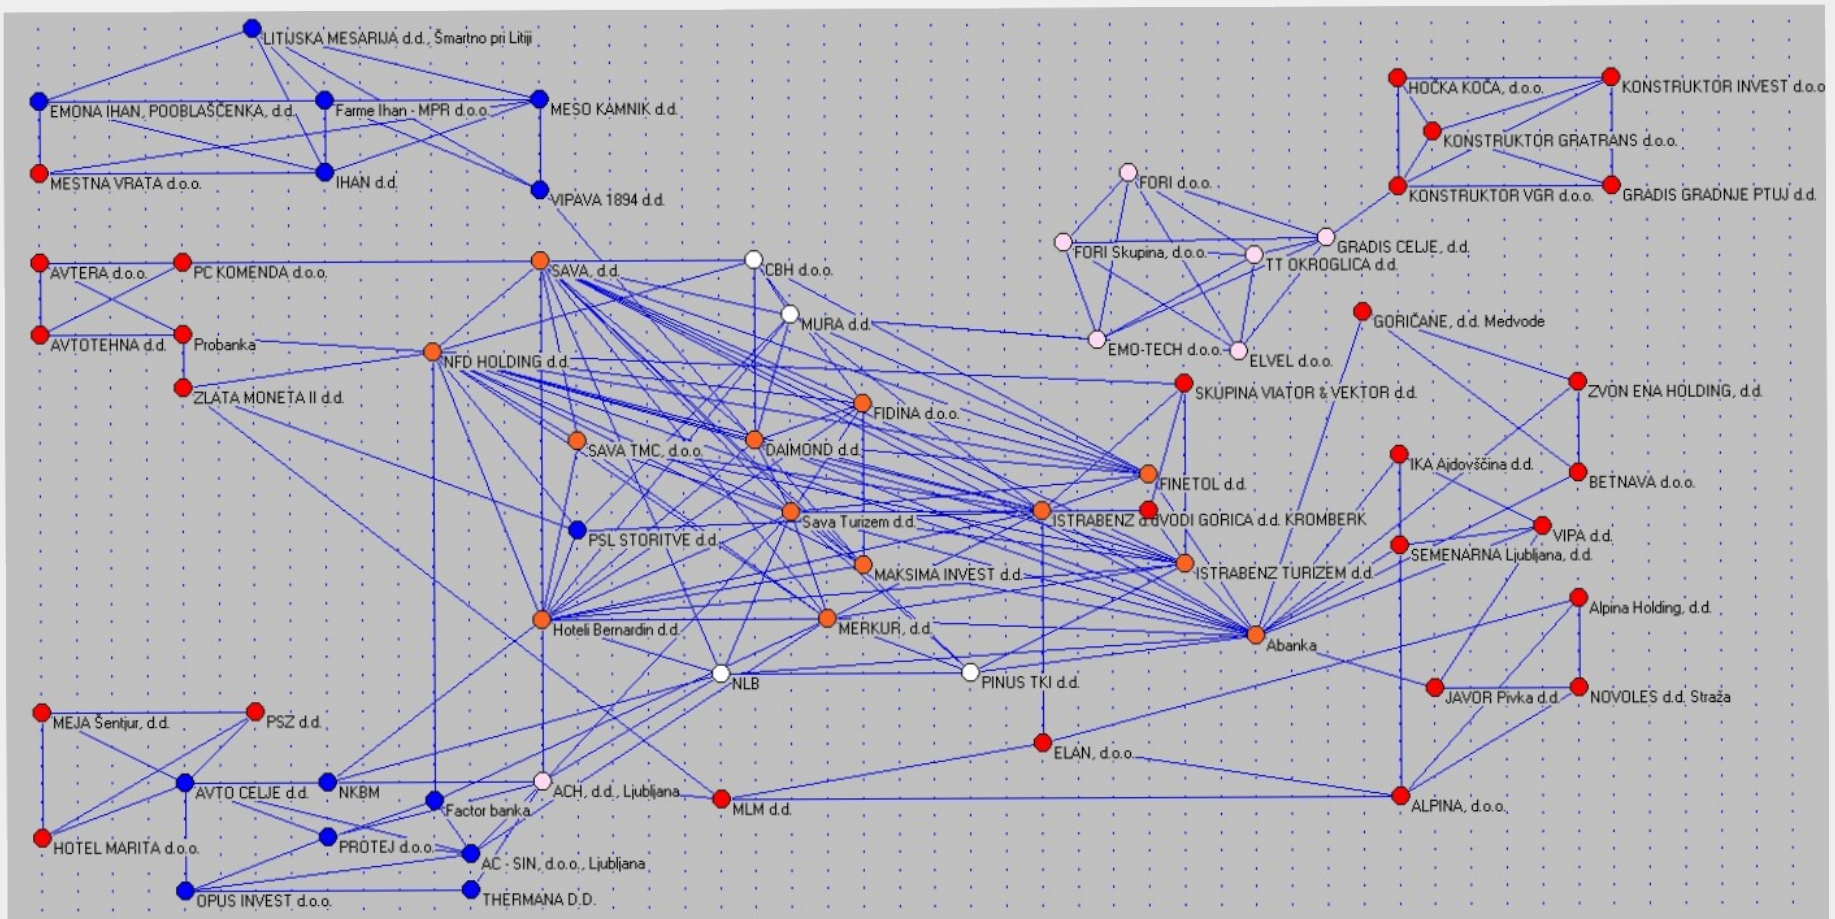 LITIJSKA MESARIJA d.d., Šmartno pri Litiji
HOČKA KOČA, d.o.o.
KONSTRUKTOR INVEST d.o.o
EMONA IHAN, POOBLAŠČENKA, d.d.
Farme Ihan - MPR d.o.o.
MESO KAMNIK d.d.
KONSTRUKTOR GRATRANS d.o.o.
MESTNA VRATA d.o.o.
IHAN d.d.
VIPAVA 1894 d.d.
FORI d.o.o.
KONSTRUKTOR VGR d.o.o.
GRADIS GRADNJE PTUJ d.d.
GRADIS CELJE, d.d.
FORI Skupina, d.o.o.
TT OKROGLICA d.d.
AVTERA d.o.o.
PC KOMENDA d.o.o.
SAVA, d.d.
CBH d.o.o.
MURA d.d.
GORIČANE, d.d. Medvode
AVTOTEHNA d.d.
Probanka
NFD HOLDING d.d.
EMO-TECH d.o.o.
ELVEL d.o.o.
ZLATA MONETA II d.d.
SKUPINA VIATOR & VEKTOR d.d.
ZVON ENA HOLDING, d.d.
FIDINA d.o.o.
SAVA TMC, d.o.o.
DAIMOND d.d.
IKA Ajdovščina d.d.
FINETOL d.d.
BETNAVA d.o.o.
Sava Turizem d.d.
ISTRABENZ d.d
VODI GORICA d.d. KROMBERK
PSL STORITVE d.d.
VIPA d.d.
SEMENARNA Ljubljana, d.d.
MAKSIMA INVEST d.d.
ISTRABENZ TURIZEM d.d.
Alpina Holding, d.d.
Hoteli Bernardin d.d.
MERKUR, d.d.
Abanka
NLB
PINUS TKI d.d.
JAVOR Pivka d.d.
NOVOLES d.d. Straža
MEJA Šentjur, d.d.
PSZ d.d.
ELAN, d.o.o.
AVTO CELJE d.d.
NKBM
ACH, d.d., Ljubljana
Factor banka
MLM d.d.
ALPINA, d.o.o.
HOTEL MARITA d.o.o.
PROTEJ d.o.o.
AC - SIN, d.o.o., Ljubljana
OPUS INVEST d.o.o.
THERMANA D.D.